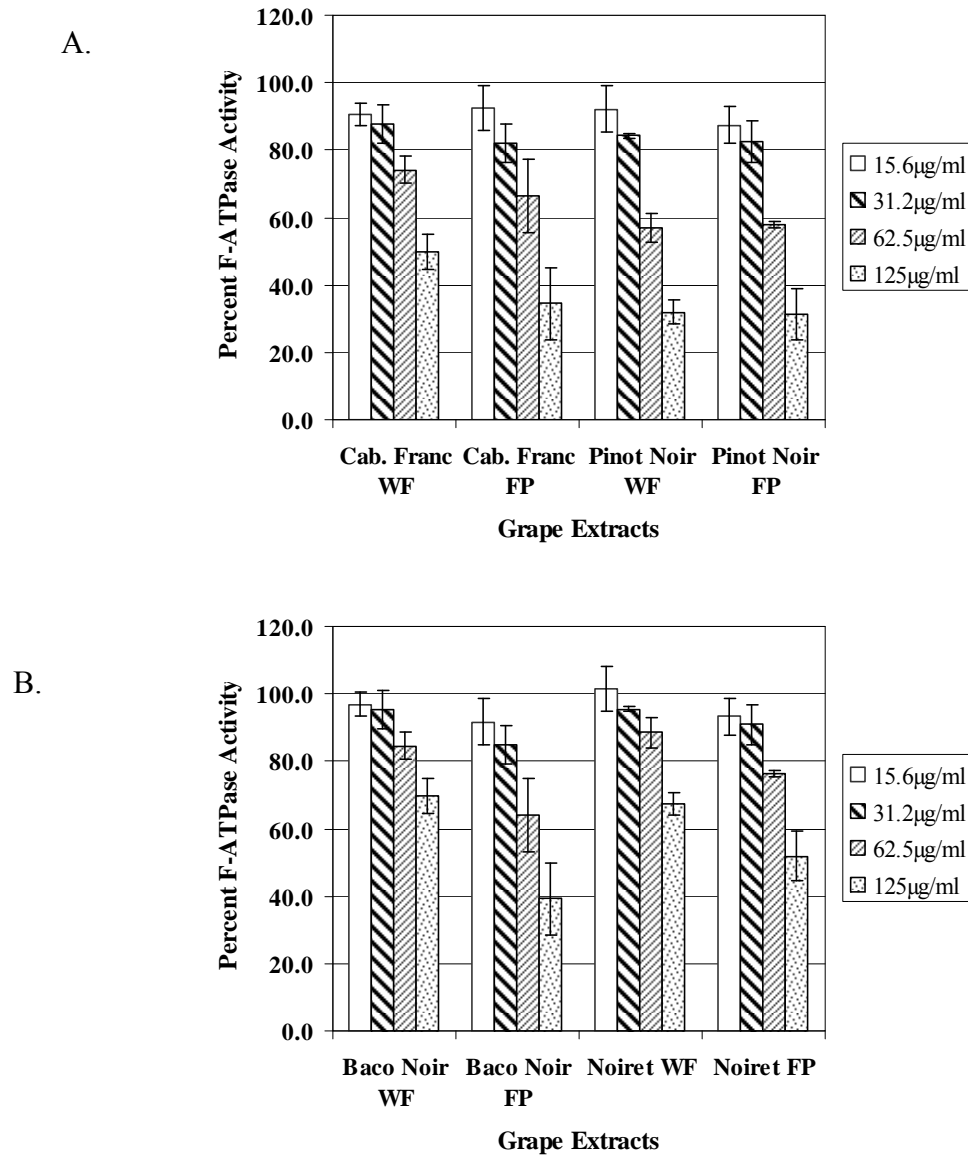 A.
Percent F-ATPase Activity
120.0
100.0
80.0
60.0
40.0
20.0
0.0
Cab. Franc WF
Cab. Franc FP
Pinot Noir WF
Pinot Noir FP
Grape Extracts
15.6µg/ml
31.2µg/ml
62.5µg/ml
125µg/ml
B.
Percent F-ATPase Activity
120.0
100.0
80.0
60.0
40.0
20.0
0.0
Baco Noir WF
Baco Noir FP
Noiret WF
Noiret FP
Grape Extracts
15.6µg/ml
31.2µg/ml
62.5µg/ml
125µg/ml